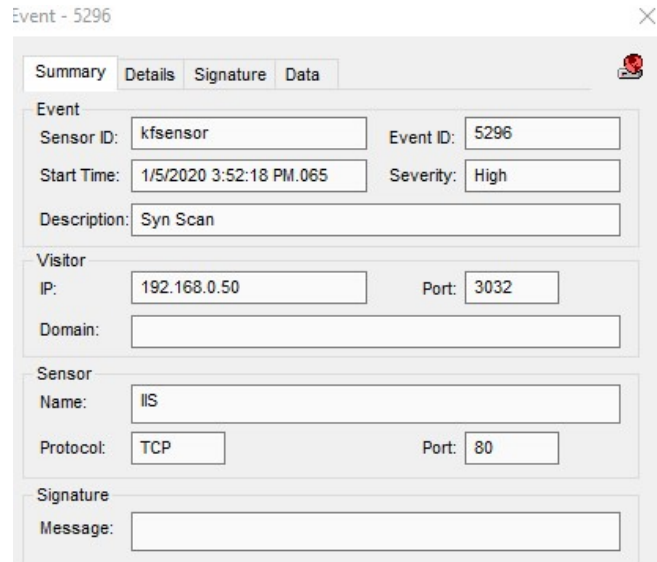 Event - 5296
Summary Details Signature Data
Event
Sensor ID: kfsensor Event ID: 5296
Start Time: 1/5/2020 3:52:18 PM.065 Severity: High
Description: Syn Scan
Visitor
IP: 192.168.0.50 Port: 3032
Domain:
Sensor
Name: IIS
Protocol: TCP Port: 80
Signature
Message: